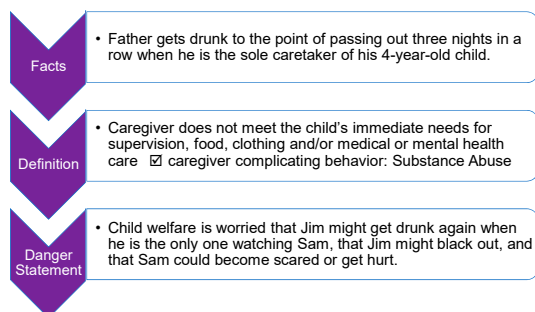 Facts
• Father gets drunk to the point of passing out three nights in a
row when he is the sole caretaker of his 4-year-old child.
Definition
• Caregiver does not meet the child’s immediate needs for
supervision, food, clothing and/or medical or mental health
care ☑ caregiver complicating behavior: Substance Abuse
Danger
Statement
• Child welfare is worried that Jim might get drunk again when
he is the only one watching Sam, that Jim might black out, and
that Sam could become scared or get hurt.